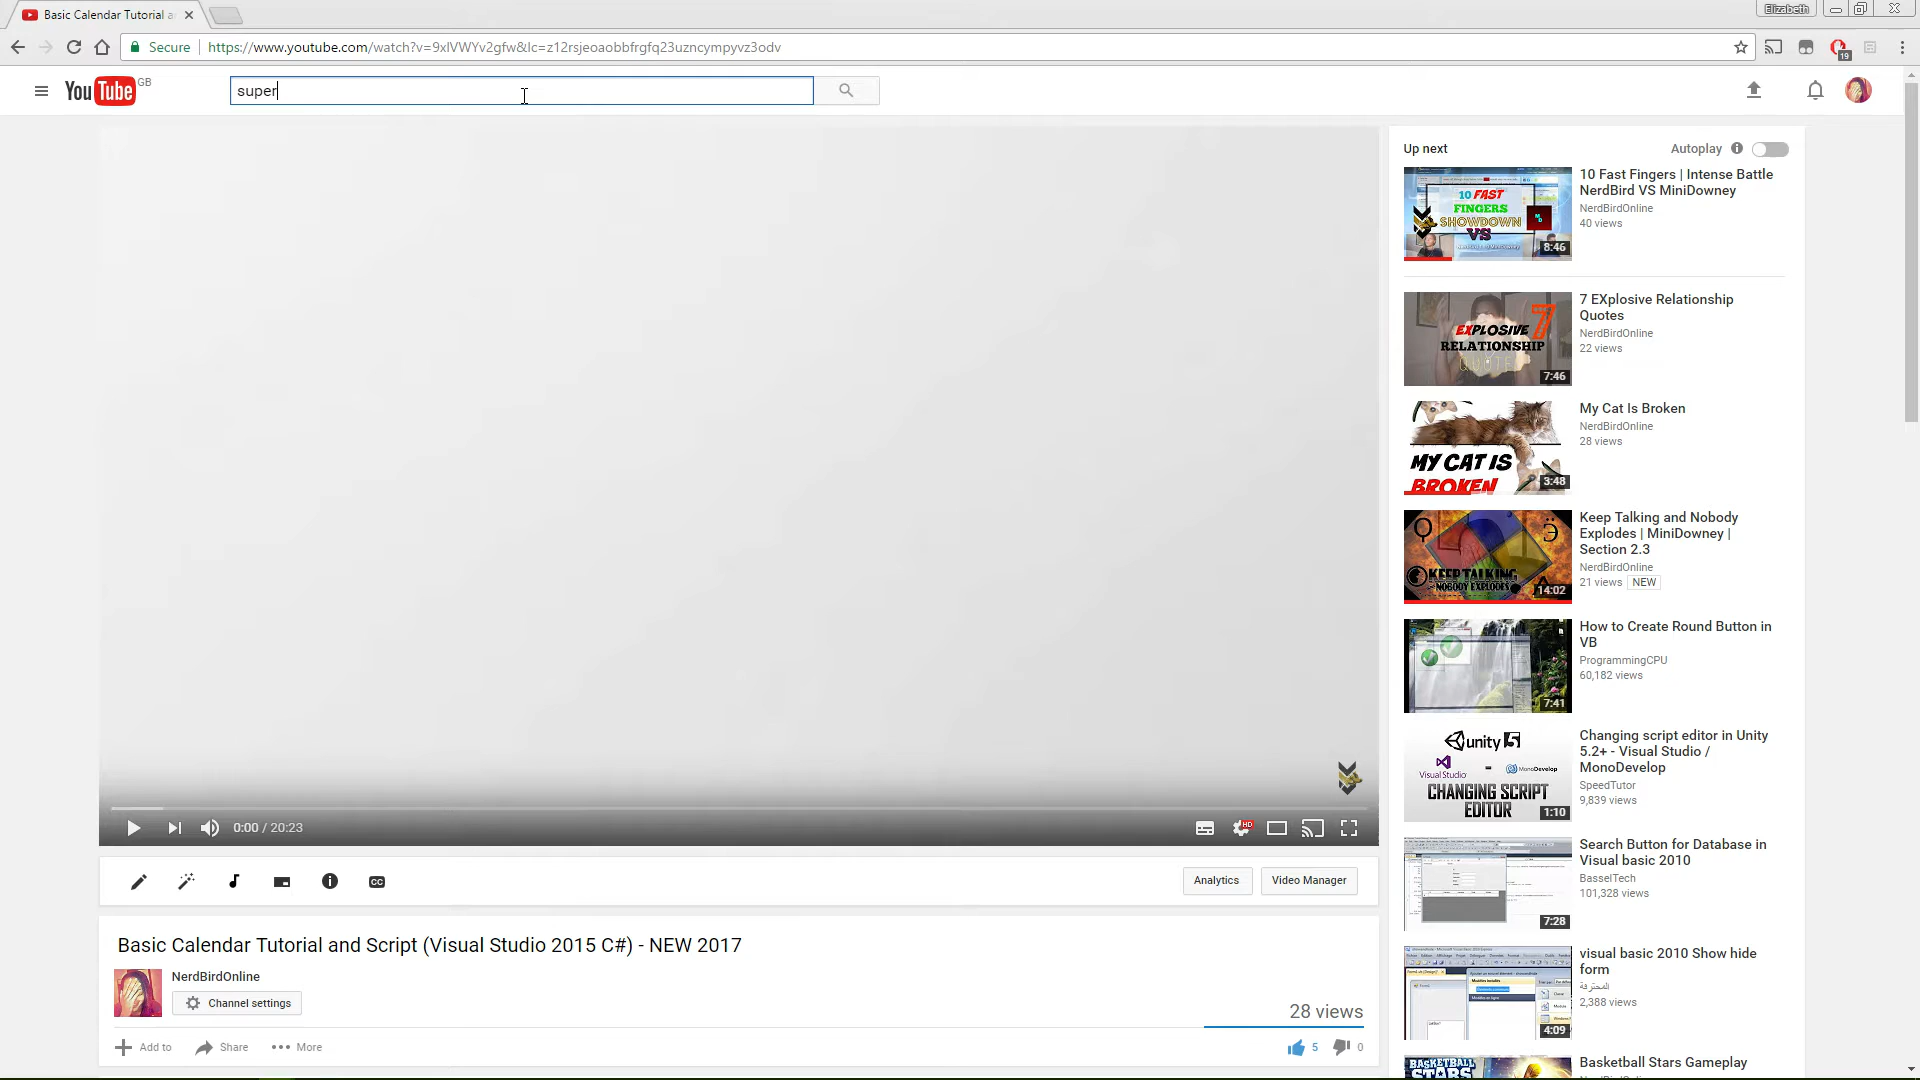 Basic Calendar Tutorial a
Elizabeth
Secure
https://www.youtube.com/watch?v=9xlVWYv2gfw&lc=z12rsjeoaobbfrgfq23uzncympyvz3odv
19
YouTube GB
super
Up next
Autoplay
10 FAST
FINGERS
SHOWDOWN
VS
8:46
10 Fast Fingers | Intense Battle
NerdBird VS MiniDowney
NerdBirdOnline
40 views
EXPLOSIVE 7
RELATIONSHIP
QUOTE
7:46
7 EXplosive Relationship
Quotes
NerdBirdOnline
22 views
MY CAT IS
BROKEN
3:48
My Cat Is Broken
NerdBirdOnline
28 views
KEEP TALKING
NOBODY EXPLODES
14:02
Keep Talking and Nobody
Explodes | MiniDowney |
Section 2.3
NerdBirdOnline
21 views NEW
7:41
How to Create Round Button in
VB
ProgrammingCPU
60,182 views
unity 5
Visual Studio = MonoDevelop
CHANGING SCRIPT
EDITOR
1:10
Changing script editor in Unity
5.2+ - Visual Studio /
MonoDevelop
SpeedTutor
9,839 views
7:28
Search Button for Database in
Visual basic 2010
BasselTech
101,328 views
4:09
visual basic 2010 Show hide
form
المحترفة
2,388 views
BASKETBALL
STARS
Basketball Stars Gameplay
0:00 / 20:23
HD
CC
Analytics
Video Manager
Basic Calendar Tutorial and Script (Visual Studio 2015 C#) - NEW 2017
NerdBirdOnline
Channel settings
28 views
Add to
Share
More
5
0